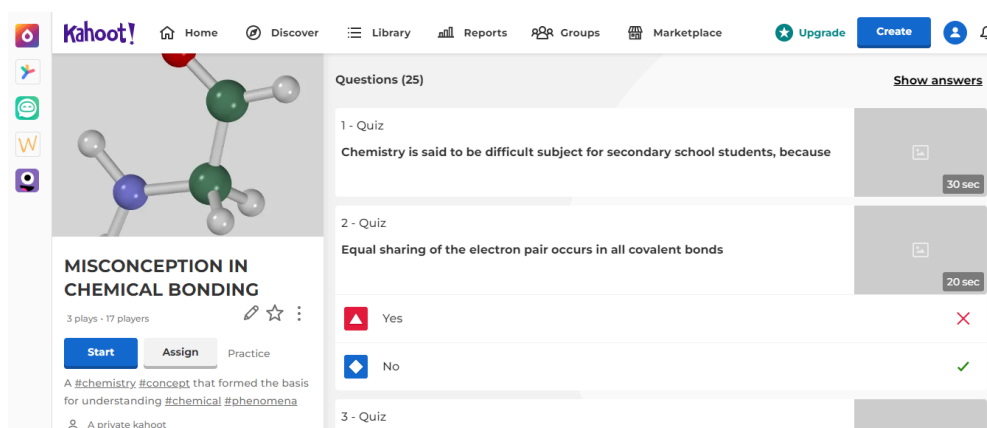 Kahoot!
Home
Discover
Library
Reports
Groups
Marketplace
Upgrade
Create
W
MISCONCEPTION IN
CHEMICAL BONDING
3 plays · 17 players
Start
Assign
Practice
A #chemistry #concept that formed the basis
for understanding #chemical #phenomena
A private kahoot
Questions (25)
Show answers
1 - Quiz
Chemistry is said to be difficult subject for secondary school students, because
30 sec
2 - Quiz
Equal sharing of the electron pair occurs in all covalent bonds
20 sec
Yes
No
3 - Quiz